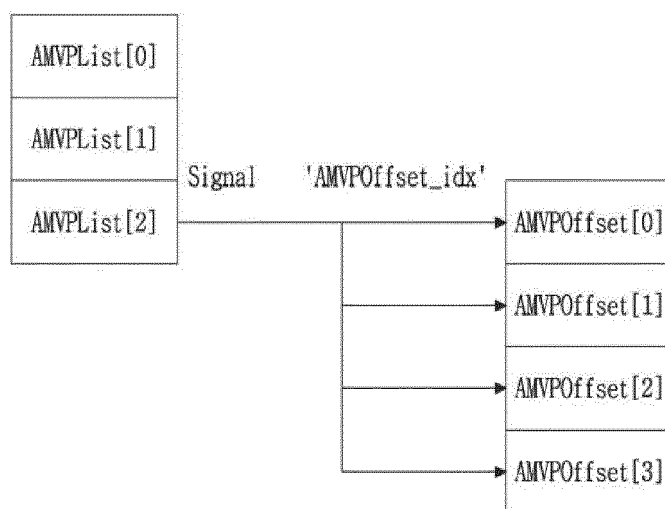 AMVPList[0]
AMVPList[1]
AMVPList[2]
Signal 'AMVPOffset_idx'
AMVPOffset[0]
AMVPOffset[1]
AMVPOffset[2]
AMVPOffset[3]